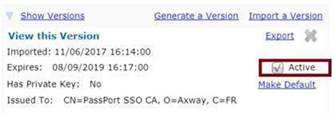 Show Versions Generate a Version Import a Version
View this Version Export
Imported: 11/06/2017 16:14:00
Expires: 08/09/2019 16:17:00 Active
Has Private Key: No Make Default
Issued To: CN=PassPort SSO CA, O=Axway, C=FR